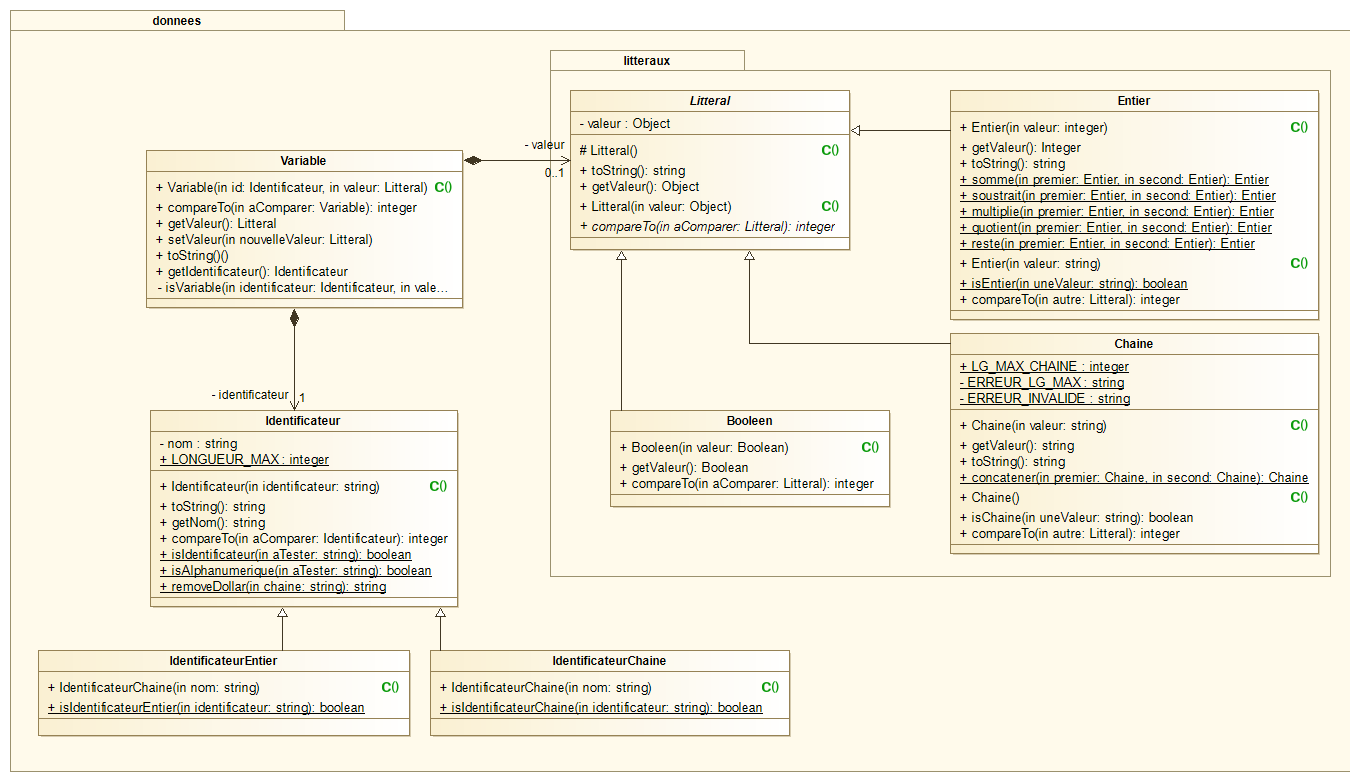 donnees
litteraux
Litteral
- valeur : Object
# Litteral() C()
+ toString(): string
+ getValeur(): Object
+ Litteral(in valeur: Object) C()
+ compareTo(in aComparer: Litteral): integer
Entier
+ Entier(in valeur: integer) C()
+ getValeur(): Integer
+ toString(): string
+ somme(in premier: Entier, in second: Entier): Entier
+ soustrait(in premier: Entier, in second: Entier): Entier
+ multiplie(in premier: Entier, in second: Entier): Entier
+ quotient(in premier: Entier, in second: Entier): Entier
+ reste(in premier: Entier, in second: Entier): Entier
+ Entier(in valeur: string) C()
+ isEntier(in uneValeur: string): boolean
+ compareTo(in autre: Litteral): integer
- valeur
0..1
Variable
+ Variable(in id: Identificateur, in valeur: Litteral) C()
+ compareTo(in aComparer: Variable): integer
+ getValeur(): Litteral
+ setValeur(in nouvelleValeur: Litteral)
+ toString()()
+ getIdentificateur(): Identificateur
- isVariable(in identificateur: Identificateur, in vale...
Chaine
+ LG_MAX_CHAINE : integer
- ERREUR_LG_MAX : string
- ERREUR_INVALIDE : string
+ Chaine(in valeur: string) C()
+ getValeur(): string
+ toString(): string
+ concatener(in premier: Chaine, in second: Chaine): Chaine
+ Chaine() C()
+ isChaine(in uneValeur: string): boolean
+ compareTo(in autre: Litteral): integer
- identificateur
1
Identificateur
- nom : string
+ LONGUEUR_MAX : integer
+ Identificateur(in identificateur: string) C()
+ toString(): string
+ getNom(): string
+ compareTo(in aComparer: Identificateur): integer
+ isIdentificateur(in aTester: string): boolean
+ isAlphanumerique(in aTester: string): boolean
+ removeDollar(in chaine: string): string
Booleen
+ Booleen(in valeur: Boolean) C()
+ getValeur(): Boolean
+ compareTo(in aComparer: Litteral): integer
IdentificateurEntier
+ IdentificateurChaine(in nom: string) C()
+ isIdentificateurEntier(in identificateur: string): boolean
IdentificateurChaine
+ IdentificateurChaine(in nom: string) C()
+ isIdentificateurChaine(in identificateur: string): boolean